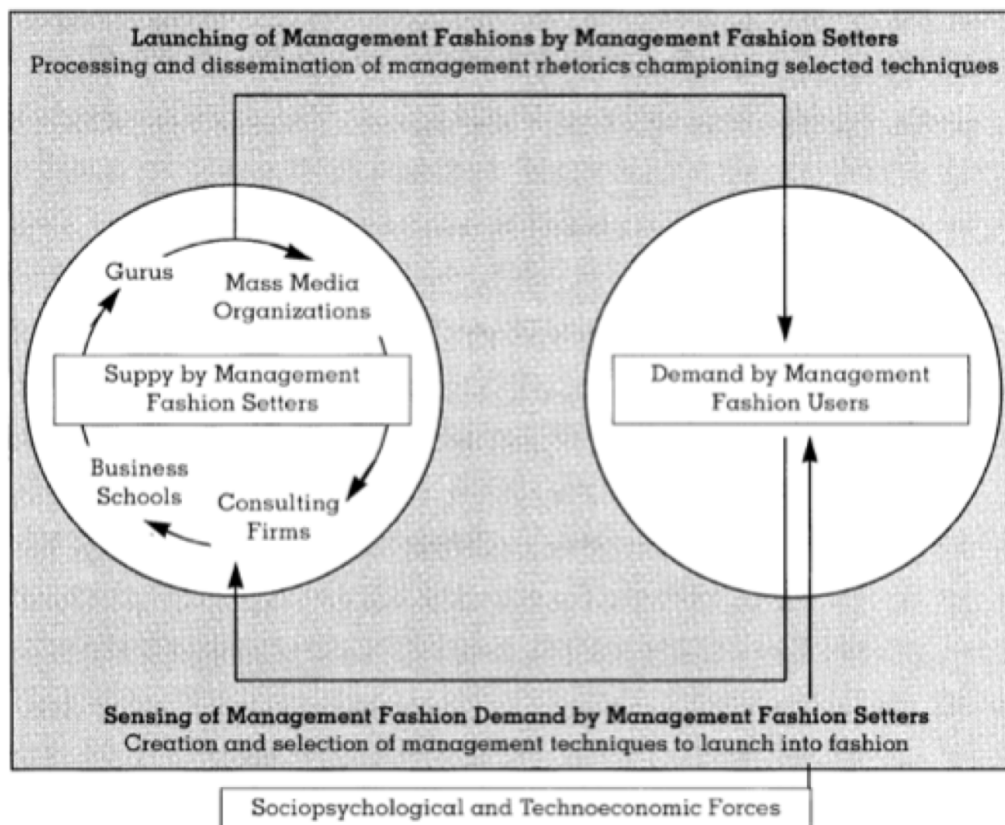 Launching of Management Fashions by Management Fashion Setters
Processing and dissemination of management rhetorics championing selected techniques
Gurus
Mass Media
Organizations
Suppy by Management
Fashion Setters
Business
Schools
Consulting
Firms
Demand by Management
Fashion Users
Sensing of Management Fashion Demand by Management Fashion Setters
Creation and selection of management techniques to launch into fashion
Sociopsychological and Technoeconomic Forces